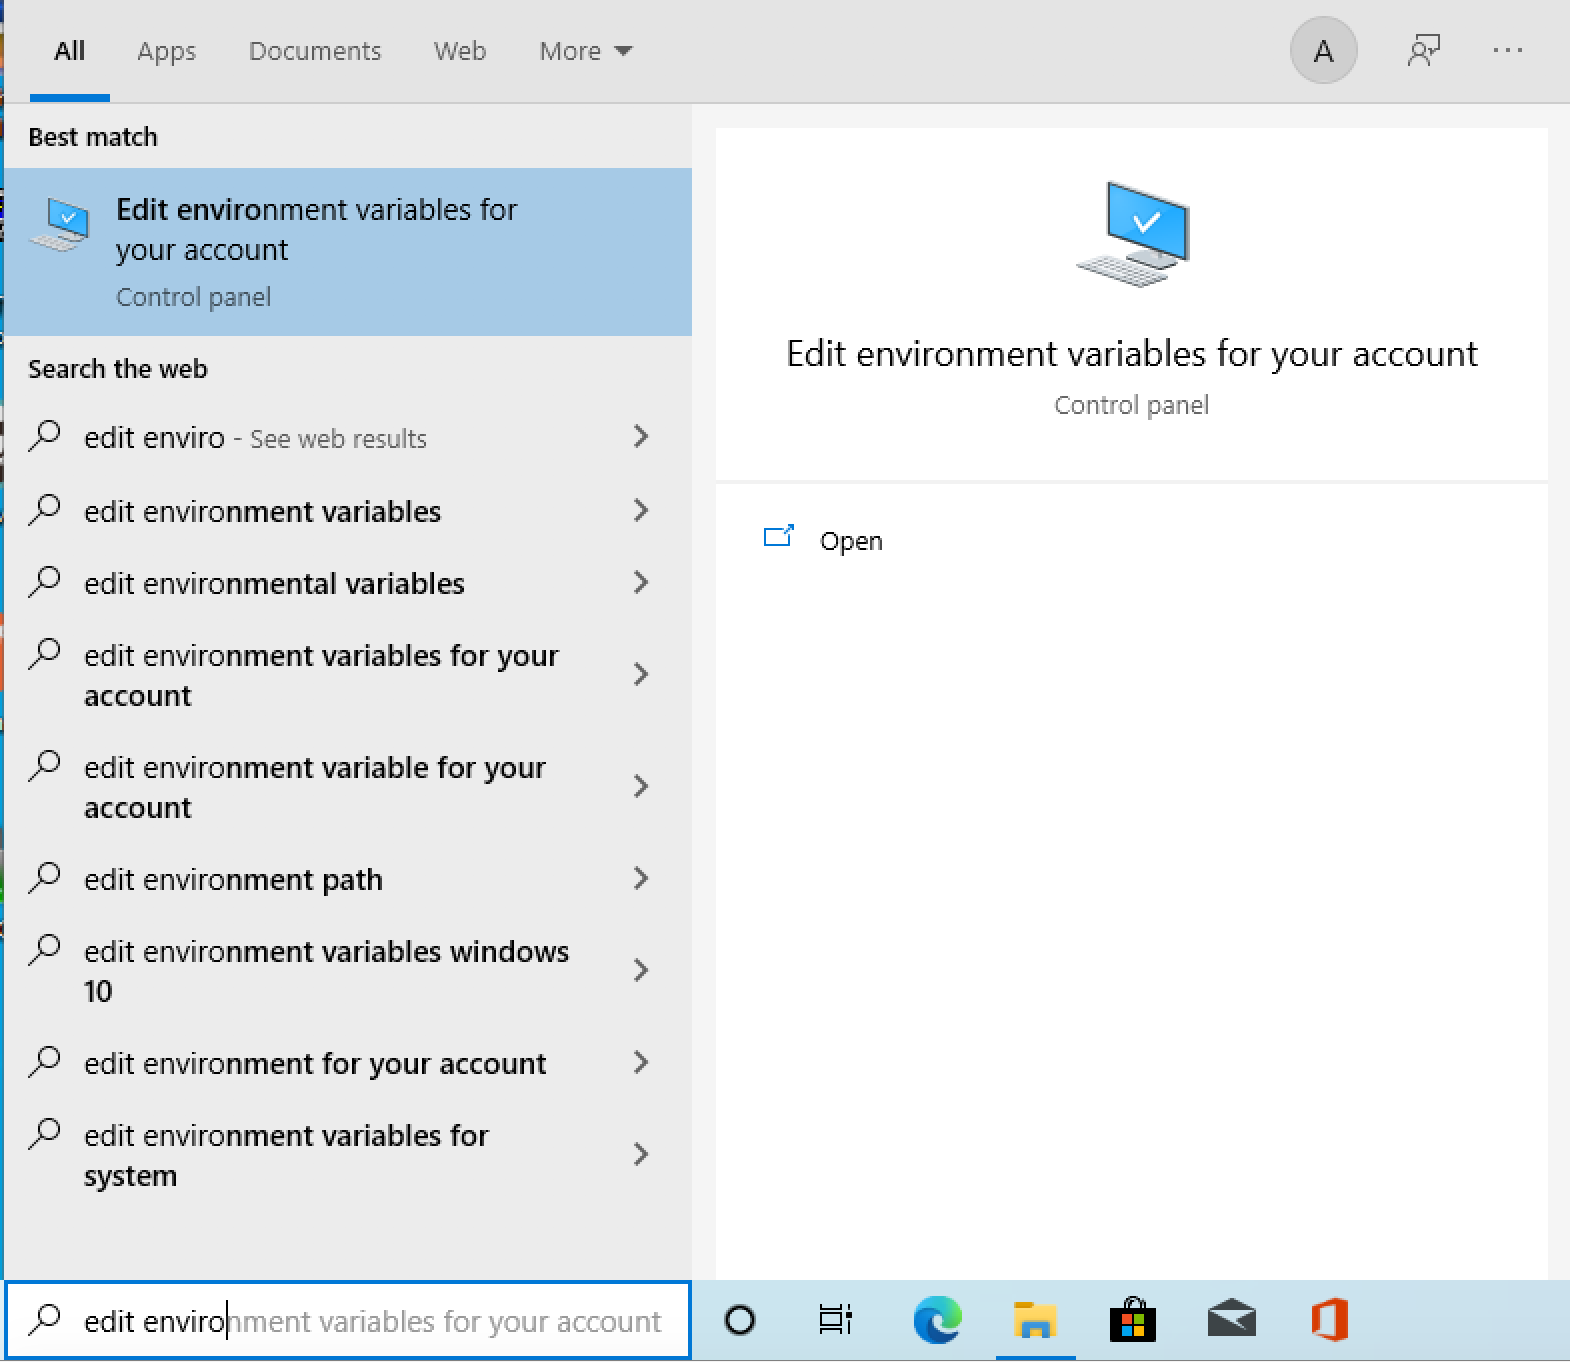 All Apps Documents Web More A ...
Best match
Edit environment variables for
your account
Control panel
Search the web
edit enviro - See web results
edit environment variables
edit environmental variables
edit environment variables for your
account
edit environment variable for your
account
edit environment path
edit environment variables windows
10
edit environment for your account
edit environment variables for
system
Edit environment variables for your account
Control panel
Open
edit environment variables for your account